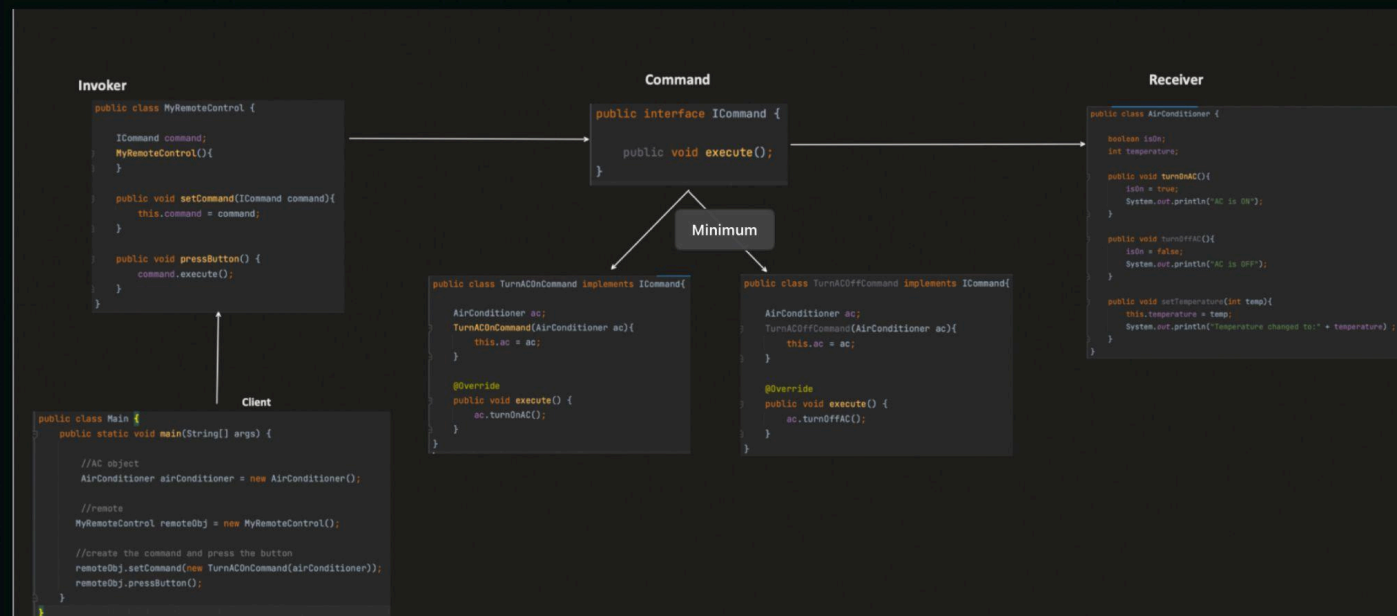 Invoker
public class MyRemoteControl {
ICommand command;
MyRemoteControl(){
}
public void setCommand(ICommand command){
this.command = command;
}
public void pressButton() {
command.execute();
}
}
Command
public interface ICommand {
public void execute();
}
Receiver
public class AirConditioner {
boolean isOn;
int temperature;
public void turnOnAC(){
isOn = true;
System.out.println("AC is ON");
}
public void turnOffAC(){
isOn = false;
System.out.println("AC is OFF");
}
public void setTemperature(int temp){
this.temperature = temp;
System.out.println("Temperature changed to:" + temperature) ;
}
}
Minimum
public class TurnACOnCommand implements ICommand{
AirConditioner ac;
TurnACOnCommand(AirConditioner ac){
this.ac = ac;
}
@Override
public void execute() {
ac.turnOnAC();
}
}
public class TurnACOffCommand implements ICommand{
AirConditioner ac;
TurnACOffCommand(AirConditioner ac){
this.ac = ac;
}
@Override
public void execute() {
ac.turnOffAC();
}
}
Client
public class Main {
public static void main(String[] args) {
//AC object
AirConditioner airConditioner = new AirConditioner();
//remote
MyRemoteControl remoteObj = new MyRemoteControl();
//create the command and press the button
remoteObj.setCommand(new TurnACOnCommand(airConditioner));
remoteObj.pressButton();
}
}